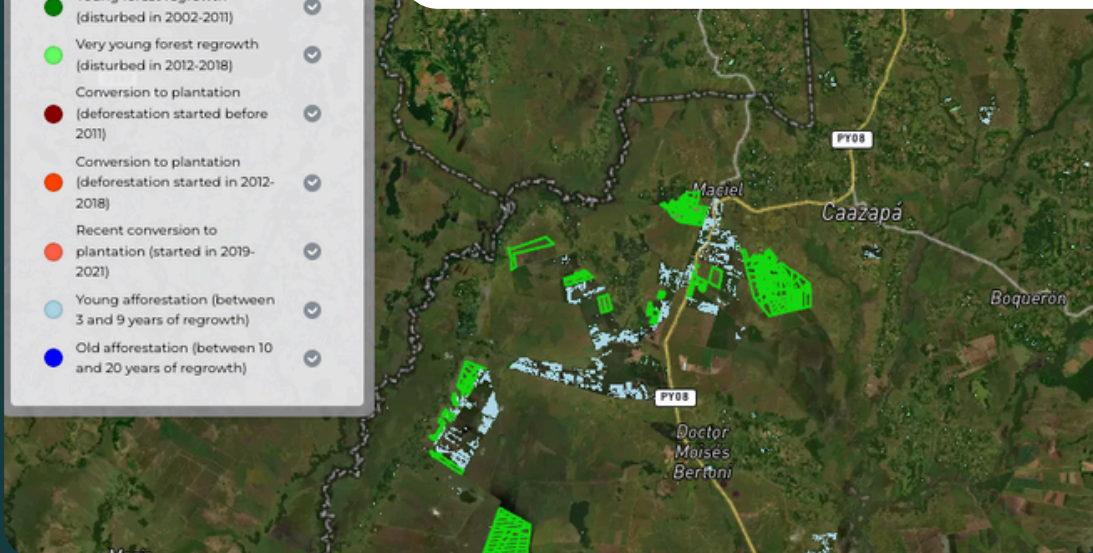 (disturbed in 2002-2011)
Very young forest regrowth
(disturbed in 2012-2018)
Conversion to plantation
(deforestation started before
2011)
Conversion to plantation
(deforestation started in 2012-
2018)
Recent conversion to
plantation (started in 2019-
2021)
Young afforestation (between
3 and 9 years of regrowth)
Old afforestation (between 10
and 20 years of regrowth)
PY08
Maciel
Caazapá
Boquerón
PY08
Doctor
Moisés
Bertoni